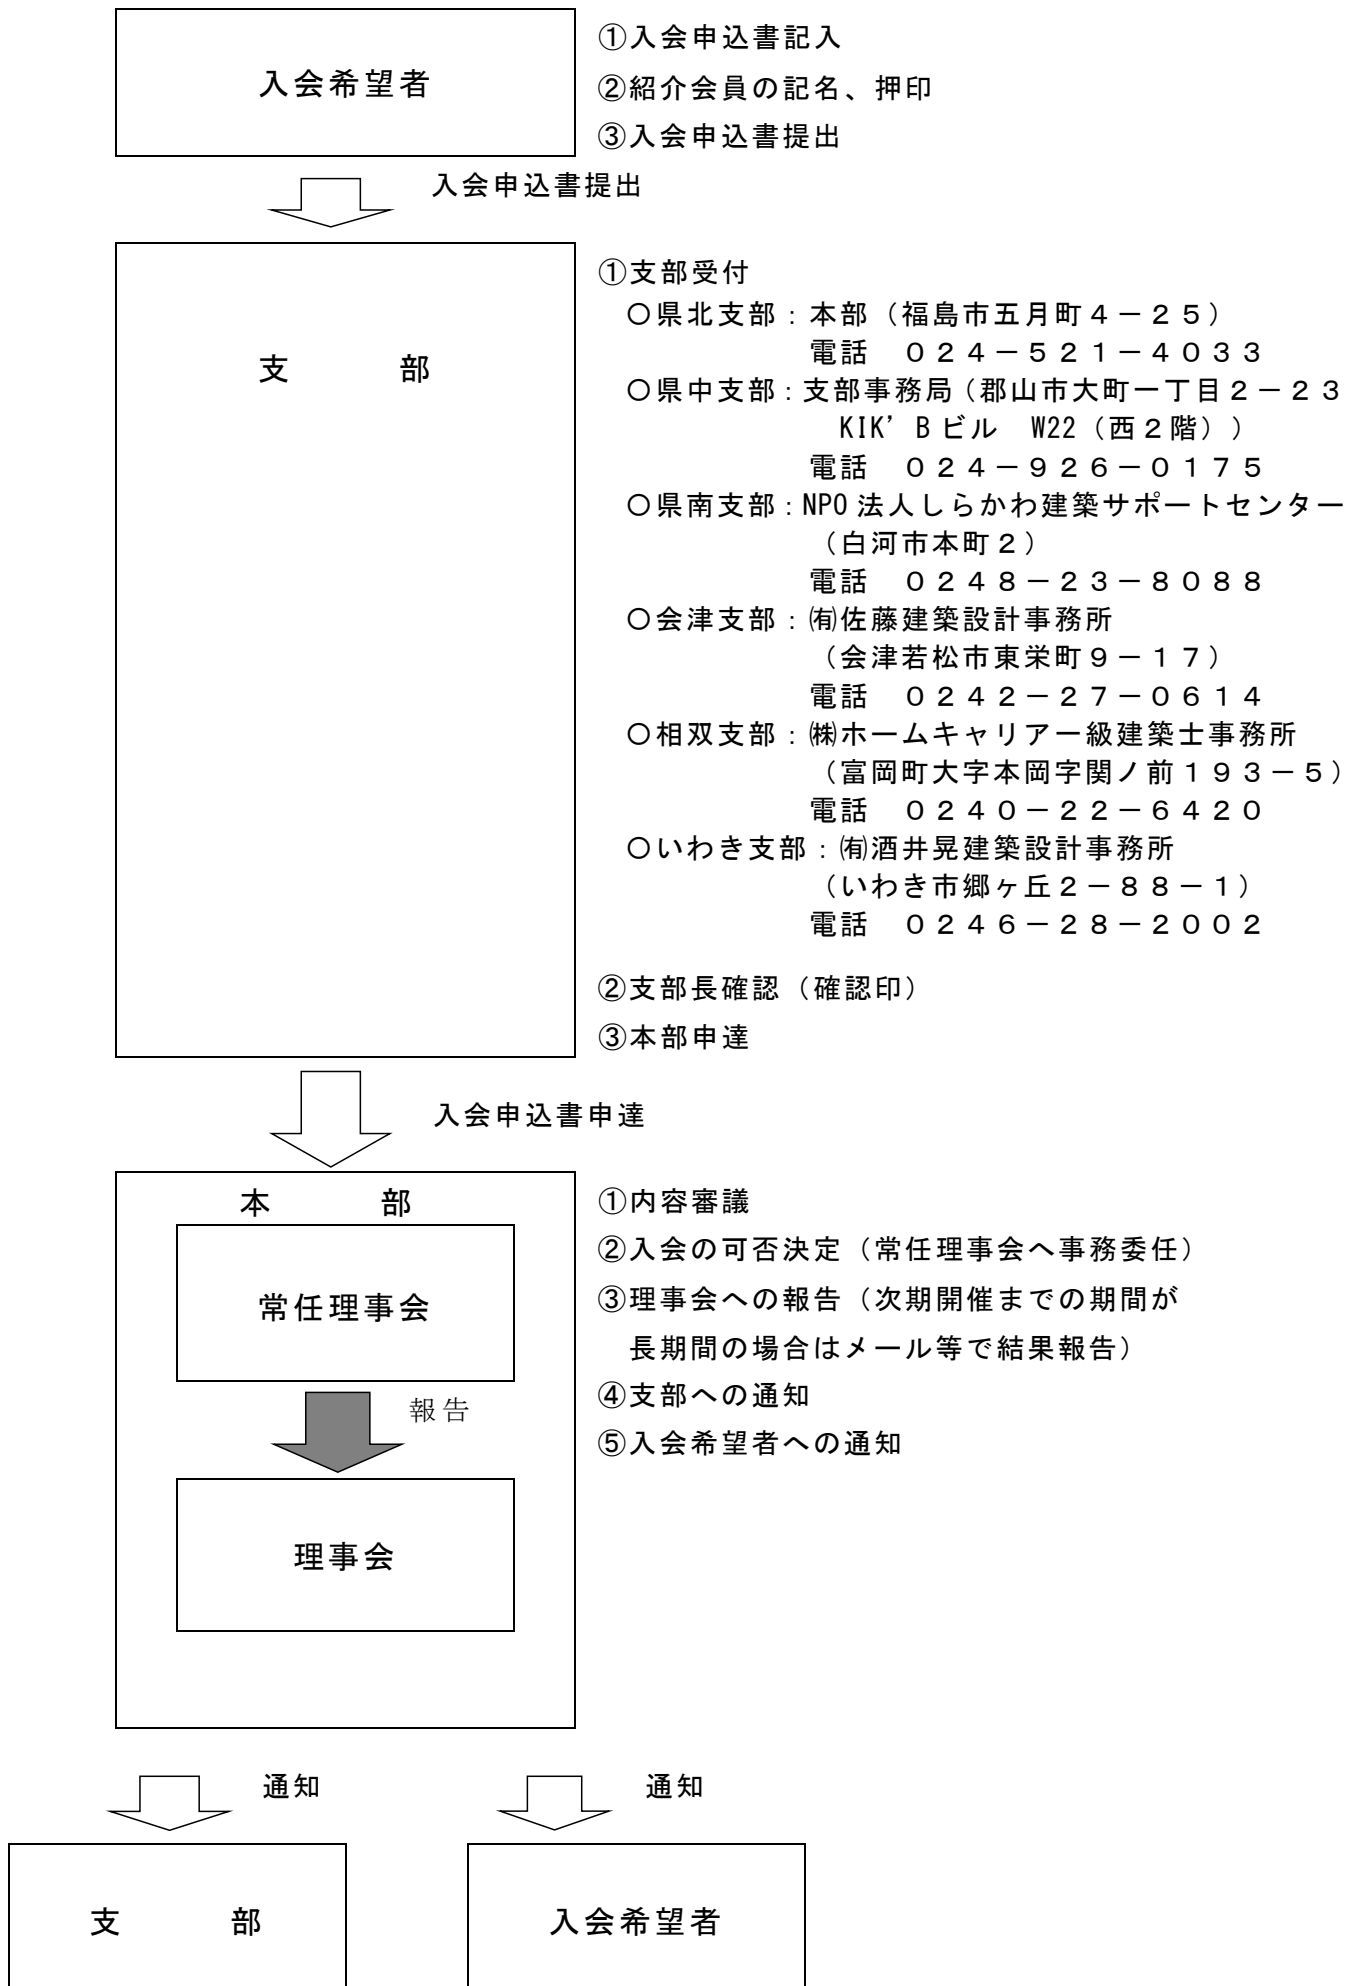 入会希望者
①入会申込書記入
②紹介会員の記名、押印
③入会申込書提出
入会申込書提出
支　　　部
①支部受付
〇県北支部：本部（福島市五月町４－２５）
電話　０２４－５２１－４０３３
〇県中支部：支部事務局（郡山市大町一丁目２－２３
KIK’Bビル　W22（西２階））
電話　０２４－９２６－０１７５
〇県南支部：NPO法人しらかわ建築サポートセンター
（白河市本町２）
電話　０２４８－２３－８０８８
〇会津支部：㈲佐藤建築設計事務所
（会津若松市東栄町９－１７）
電話　０２４２－２７－０６１４
〇相双支部：㈱ホームキャリア一級建築士事務所
（富岡町大字本岡字関ノ前１９３－５）
電話　０２４０－２２－６４２０
〇いわき支部：㈲酒井晃建築設計事務所
（いわき市郷ヶ丘２－８８－１）
電話　０２４６－２８－２００２
②支部長確認（確認印）
③本部申達
入会申込書申達
本　　　部
常任理事会
報告
理事会
①内容審議
②入会の可否決定（常任理事会へ事務委任）
③理事会への報告（次期開催までの期間が
長期間の場合はメール等で結果報告）
④支部への通知
⑤入会希望者への通知
通知
通知
支　　　部
入会希望者